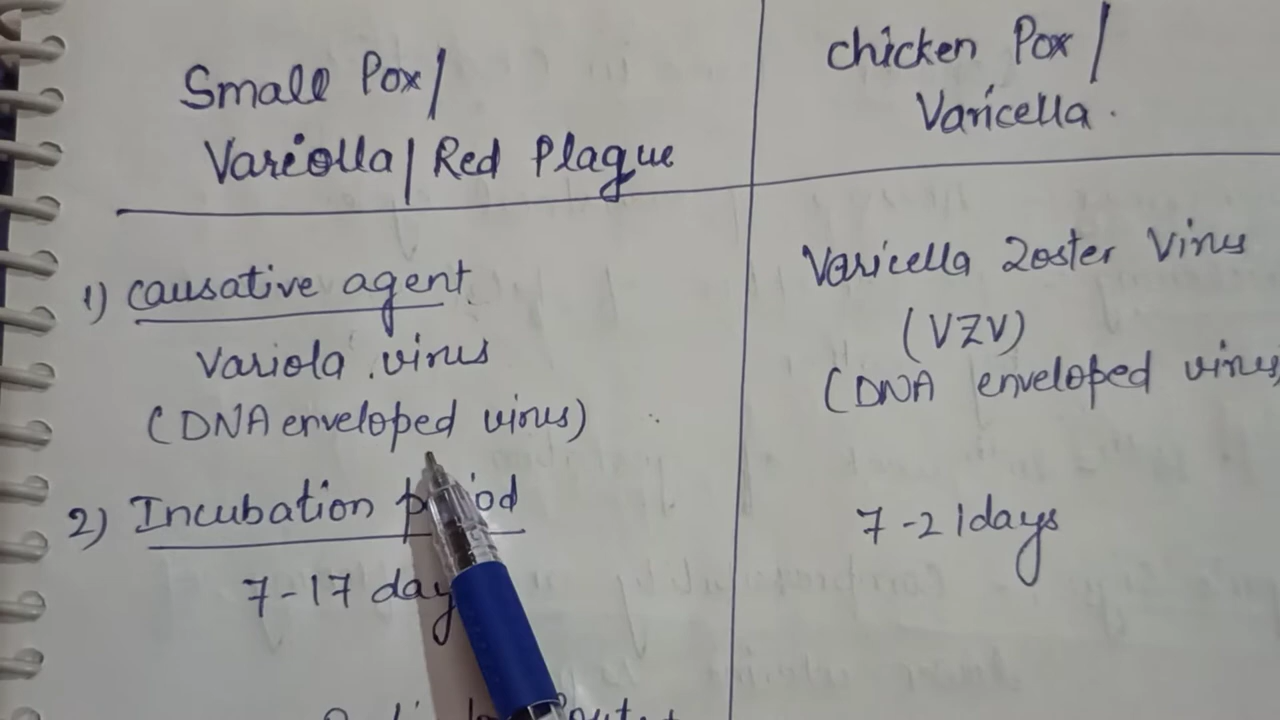 Small Pox/
Variolla/Red Plague
chicken Pox/
Varicella.
1) causative agent
Variola virus
(DNA enveloped virus)
Varicella Zoster Virus
(VZV)
(DNA enveloped virus
2) Incubation
7-17 day
7-21days